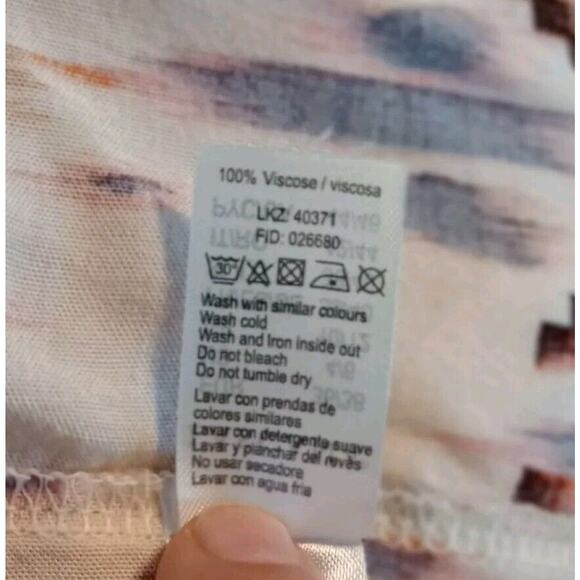 100% Viscose / viscosa
LKZ: 40371
FID: 026680
30°
Wash with similar colours
Wash cold
Wash and Iron inside out
Do not bleach
Do not tumble dry
Lavar con prendas de
colores similares
Lavar con detergente suave
Lavar y planchar del revès
No usar secadora
Lavar con agua fria